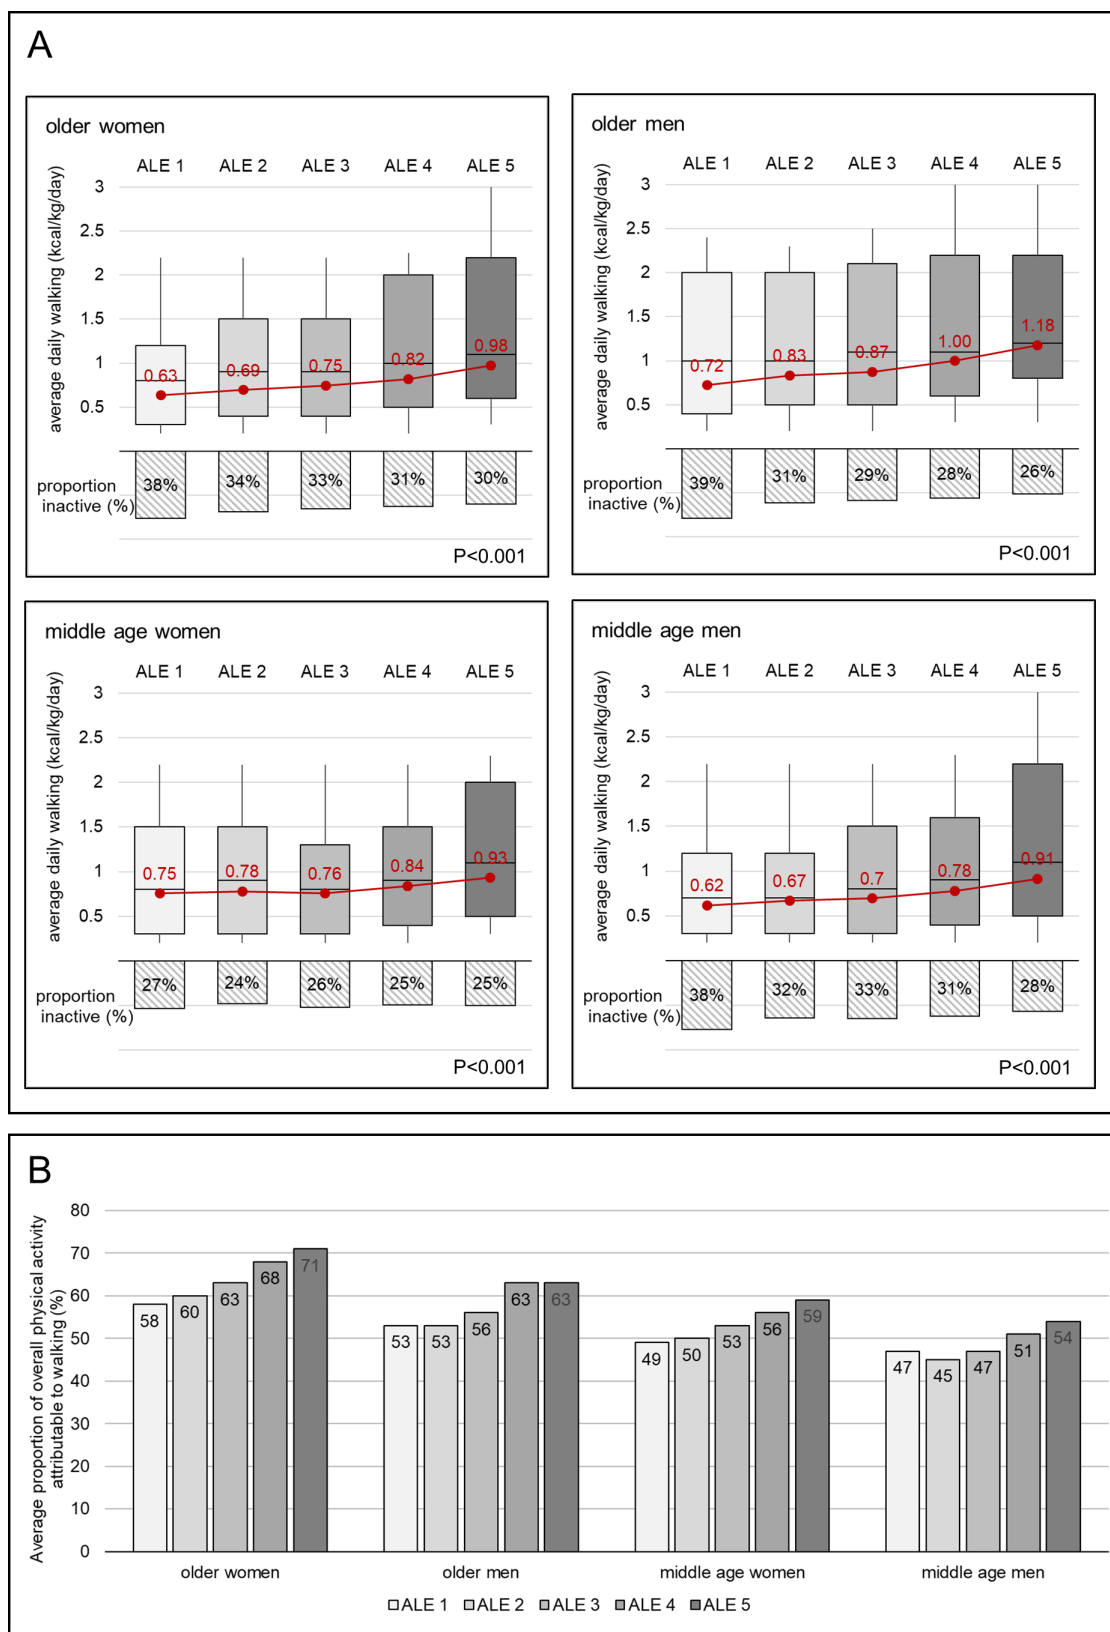 A
older women
ALE 1 ALE 2 ALE 3 ALE 4 ALE 5
average daily walking (kcal/kg/day)
3
2.5
2
1.5
1
0.5
0.63 0.69 0.75 0.82 0.98
proportion
inactive (%)
38% 34% 33% 31% 30%
P<0.001
older men
ALE 1 ALE 2 ALE 3 ALE 4 ALE 5
average daily walking (kcal/kg/day)
3
2.5
2
1.5
1
0.5
0.72 0.83 0.87 1.00 1.18
proportion
inactive (%)
39% 31% 29% 28% 26%
P<0.001
middle age women
ALE 1 ALE 2 ALE 3 ALE 4 ALE 5
average daily walking (kcal/kg/day)
3
2.5
2
1.5
1
0.5
0.75 0.78 0.76 0.84 0.93
proportion
inactive (%)
27% 24% 26% 25% 25%
P<0.001
middle age men
ALE 1 ALE 2 ALE 3 ALE 4 ALE 5
average daily walking (kcal/kg/day)
3
2.5
2
1.5
1
0.5
0.62 0.67 0.7 0.78 0.91
proportion
inactive (%)
38% 32% 33% 31% 28%
P<0.001
B
Average proportion of overall physical activity
attributable to walking (%)
80
70
60
50
40
30
20
10
0
58 60 63 68 71
53 53 56 63 63
49 50 53 56 59
47 45 47 51 54
older women older men middle age women middle age men
ALE 1 ALE 2 ALE 3 ALE 4 ALE 5